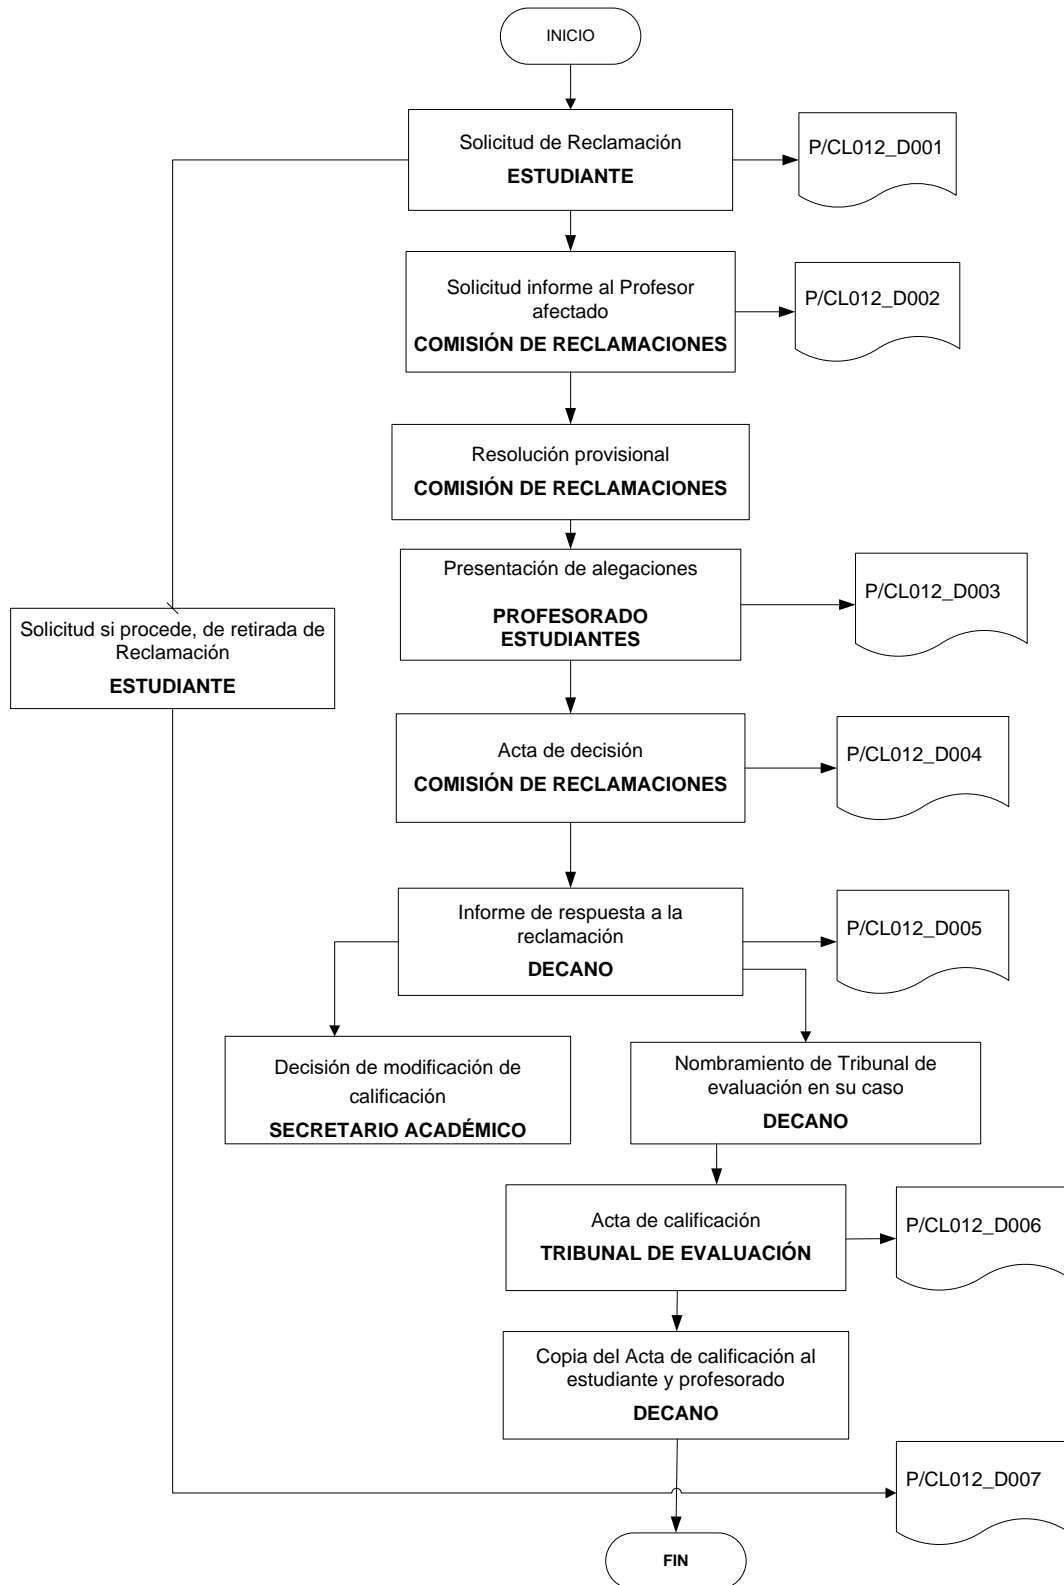 INICIO
Solicitud de Reclamación
ESTUDIANTE
P/CL012_D001
Solicitud informe al Profesor
afectado
COMISIÓN DE RECLAMACIONES
P/CL012_D002
Resolución provisional
COMISIÓN DE RECLAMACIONES
Presentación de alegaciones
PROFESORADO
ESTUDIANTES
P/CL012_D003
Solicitud si procede, de retirada de
Reclamación
ESTUDIANTE
Acta de decisión
COMISIÓN DE RECLAMACIONES
P/CL012_D004
Informe de respuesta a la
reclamación
DECANO
P/CL012_D005
Decisión de modificación de
calificación
SECRETARIO ACADÉMICO
Nombramiento de Tribunal de
evaluación en su caso
DECANO
Acta de calificación
TRIBUNAL DE EVALUACIÓN
P/CL012_D006
Copia del Acta de calificación al
estudiante y profesorado
DECANO
P/CL012_D007
FIN